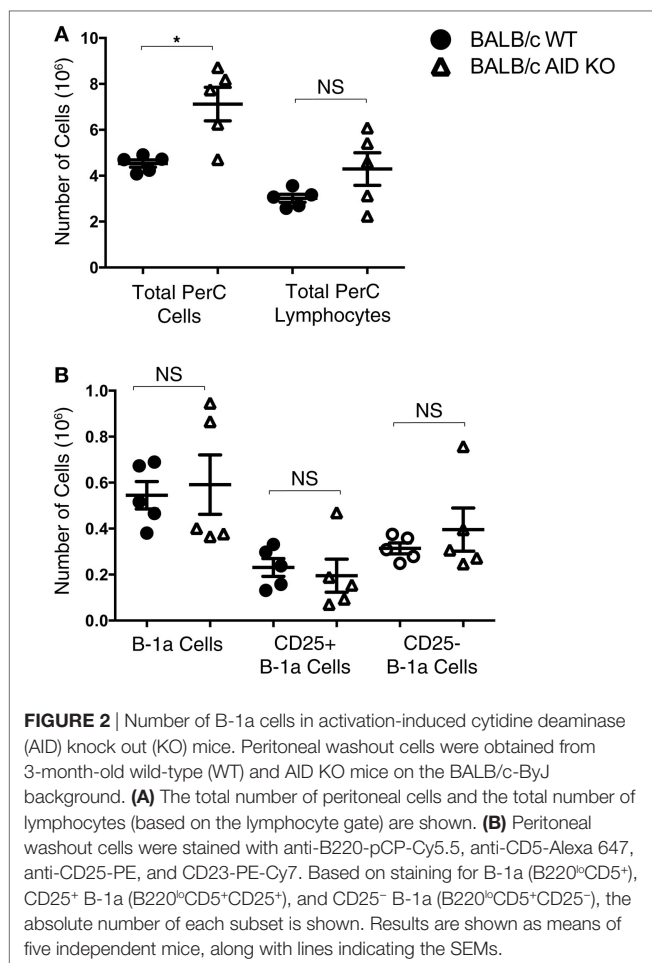 A
Number of Cells (10⁶)
10
8
6
4
2
0
*
NS
BALB/c WT
BALB/c AID KO
Total PerC
Cells
Total PerC
Lymphocytes
B
Number of Cells (10⁶)
1.0
0.8
0.6
0.4
0.2
0.0
NS
NS
NS
B-1a Cells
CD25+
B-1a Cells
CD25-
B-1a Cells
FIGURE 2 | Number of B-1a cells in activation-induced cytidine deaminase
(AID) knock out (KO) mice. Peritoneal washout cells were obtained from
3-month-old wild-type (WT) and AID KO mice on the BALB/c-ByJ
background. (A) The total number of peritoneal cells and the total number of
lymphocytes (based on the lymphocyte gate) are shown. (B) Peritoneal
washout cells were stained with anti-B220-pCP-Cy5.5, anti-CD5-Alexa 647,
anti-CD25-PE, and CD23-PE-Cy7. Based on staining for B-1a (B220ˡᵒCD5⁺),
CD25⁺ B-1a (B220ˡᵒCD5⁺CD25⁺), and CD25⁻ B-1a (B220ˡᵒCD5⁺CD25⁻), the
absolute number of each subset is shown. Results are shown as means of
five independent mice, along with lines indicating the SEMs.